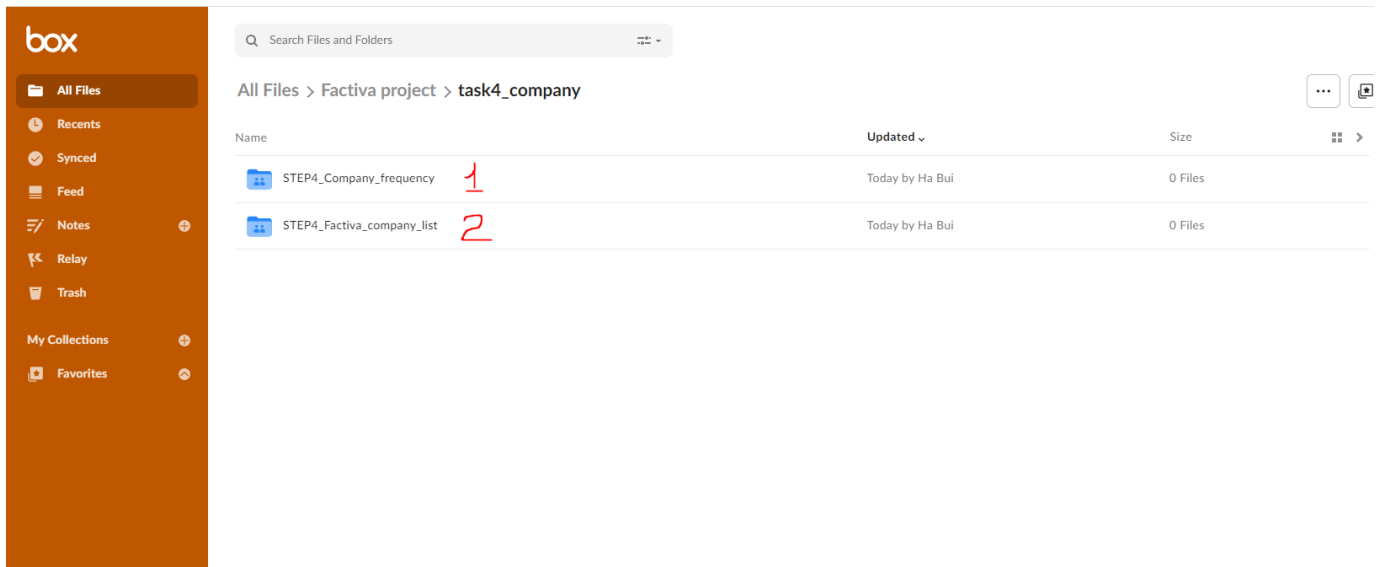 box
Search Files and Folders
All Files
Recents
Synced
Feed
Notes
Relay
Trash
My Collections
Favorites
All Files > Factiva project > task4_company
Name Updated Size
STEP4_Company_frequency 1 Today by Ha Bui 0 Files
STEP4_Factiva_company_list 2 Today by Ha Bui 0 Files